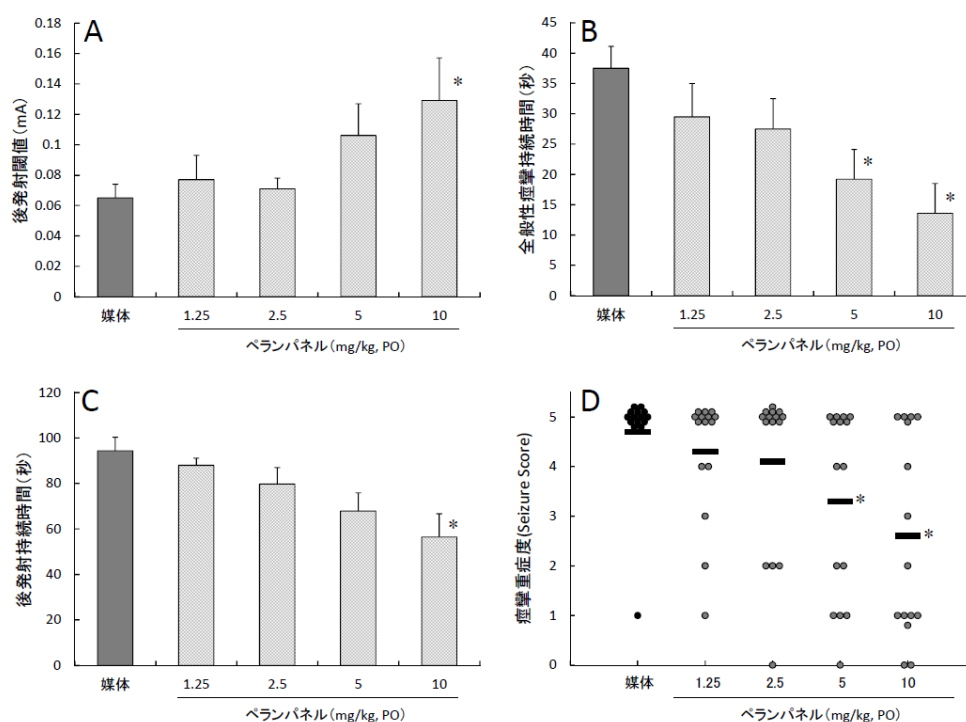 A
0.18
0.16
0.14
0.12
0.1
0.08
0.06
0.04
0.02
0
後発射閾値(mA)
*
媒体 1.25 2.5 5 10
ペランパネル(mg/kg, PO)
B
45
40
35
30
25
20
15
10
5
0
全般性痙攣持続時間(秒)
*
*
媒体 1.25 2.5 5 10
ペランパネル(mg/kg, PO)
C
120
100
80
60
40
20
0
後発射持続時間(秒)
*
媒体 1.25 2.5 5 10
ペランパネル(mg/kg, PO)
D
5
4
3
2
1
0
痙攣重症度(Seizure Score)
*
*
媒体 1.25 2.5 5 10
ペランパネル(mg/kg, PO)